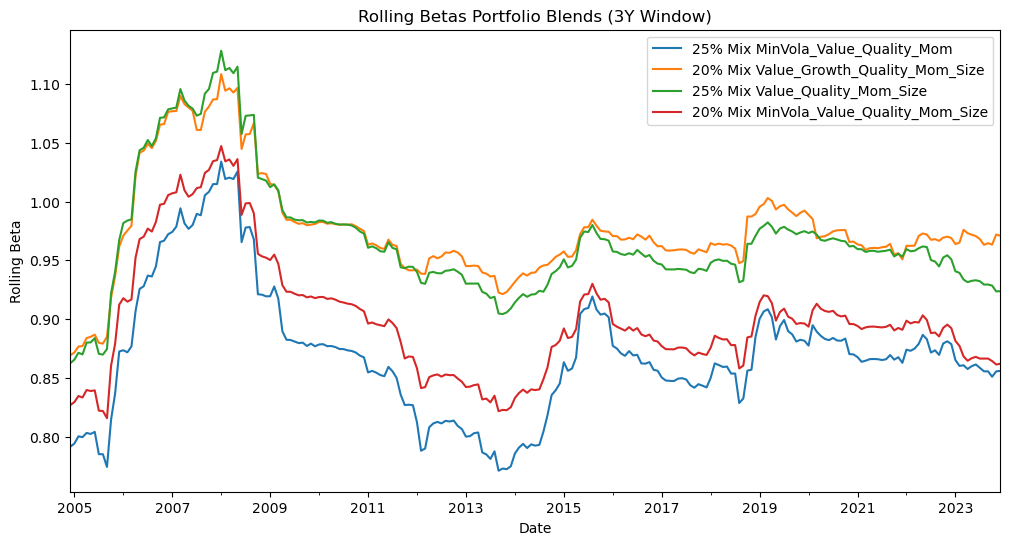 Rolling Betas Portfolio Blends (3Y Window)
25% Mix MinVola_Value_Quality_Mom
20% Mix Value_Growth_Quality_Mom_Size
25% Mix Value_Quality_Mom_Size
20% Mix MinVola_Value_Quality_Mom_Size
Rolling Beta
1.10
1.05
1.00
0.95
0.90
0.85
0.80
2005 2007 2009 2011 2013 2015 2017 2019 2021 2023
Date